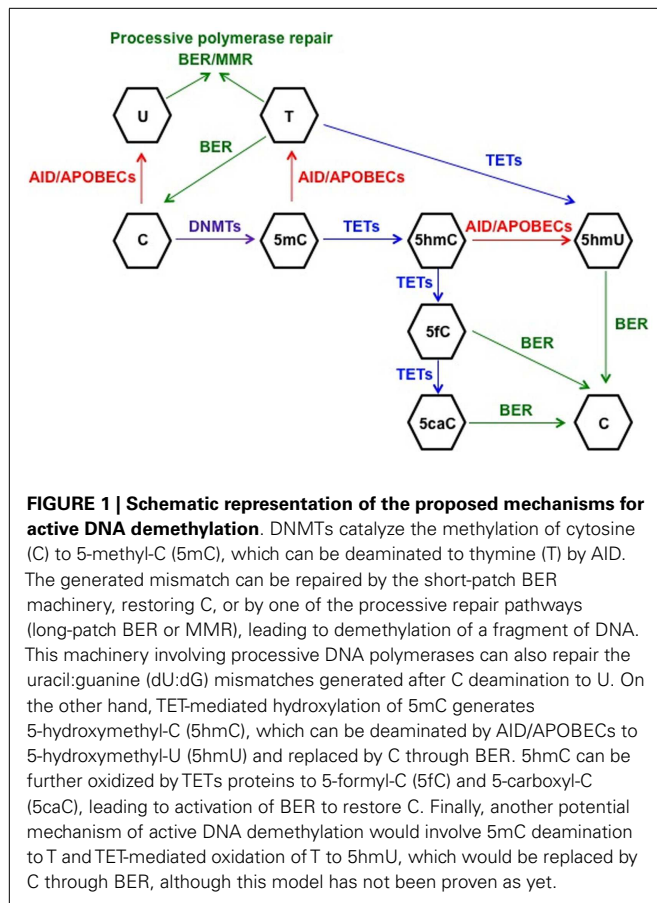 Processive polymerase repair
BER/MMR
U
T
BER
TETs
AID/APOBECs
AID/APOBECs
C
DNMTs
5mC
TETs
5hmC
AID/APOBECs
5hmU
TETs
5fC
BER
BER
TETs
5caC
BER
C
FIGURE 1 | Schematic representation of the proposed mechanisms for
active DNA demethylation. DNMTs catalyze the methylation of cytosine
(C) to 5-methyl-C (5mC), which can be deaminated to thymine (T) by AID.
The generated mismatch can be repaired by the short-patch BER
machinery, restoring C, or by one of the processive repair pathways
(long-patch BER or MMR), leading to demethylation of a fragment of DNA.
This machinery involving processive DNA polymerases can also repair the
uracil:guanine (dU:dG) mismatches generated after C deamination to U. On
the other hand, TET-mediated hydroxylation of 5mC generates
5-hydroxymethyl-C (5hmC), which can be deaminated by AID/APOBECs to
5-hydroxymethyl-U (5hmU) and replaced by C through BER. 5hmC can be
further oxidized by TETs proteins to 5-formyl-C (5fC) and 5-carboxyl-C
(5caC), leading to activation of BER to restore C. Finally, another potential
mechanism of active DNA demethylation would involve 5mC deamination
to T and TET-mediated oxidation of T to 5hmU, which would be replaced by
C through BER, although this model has not been proven as yet.